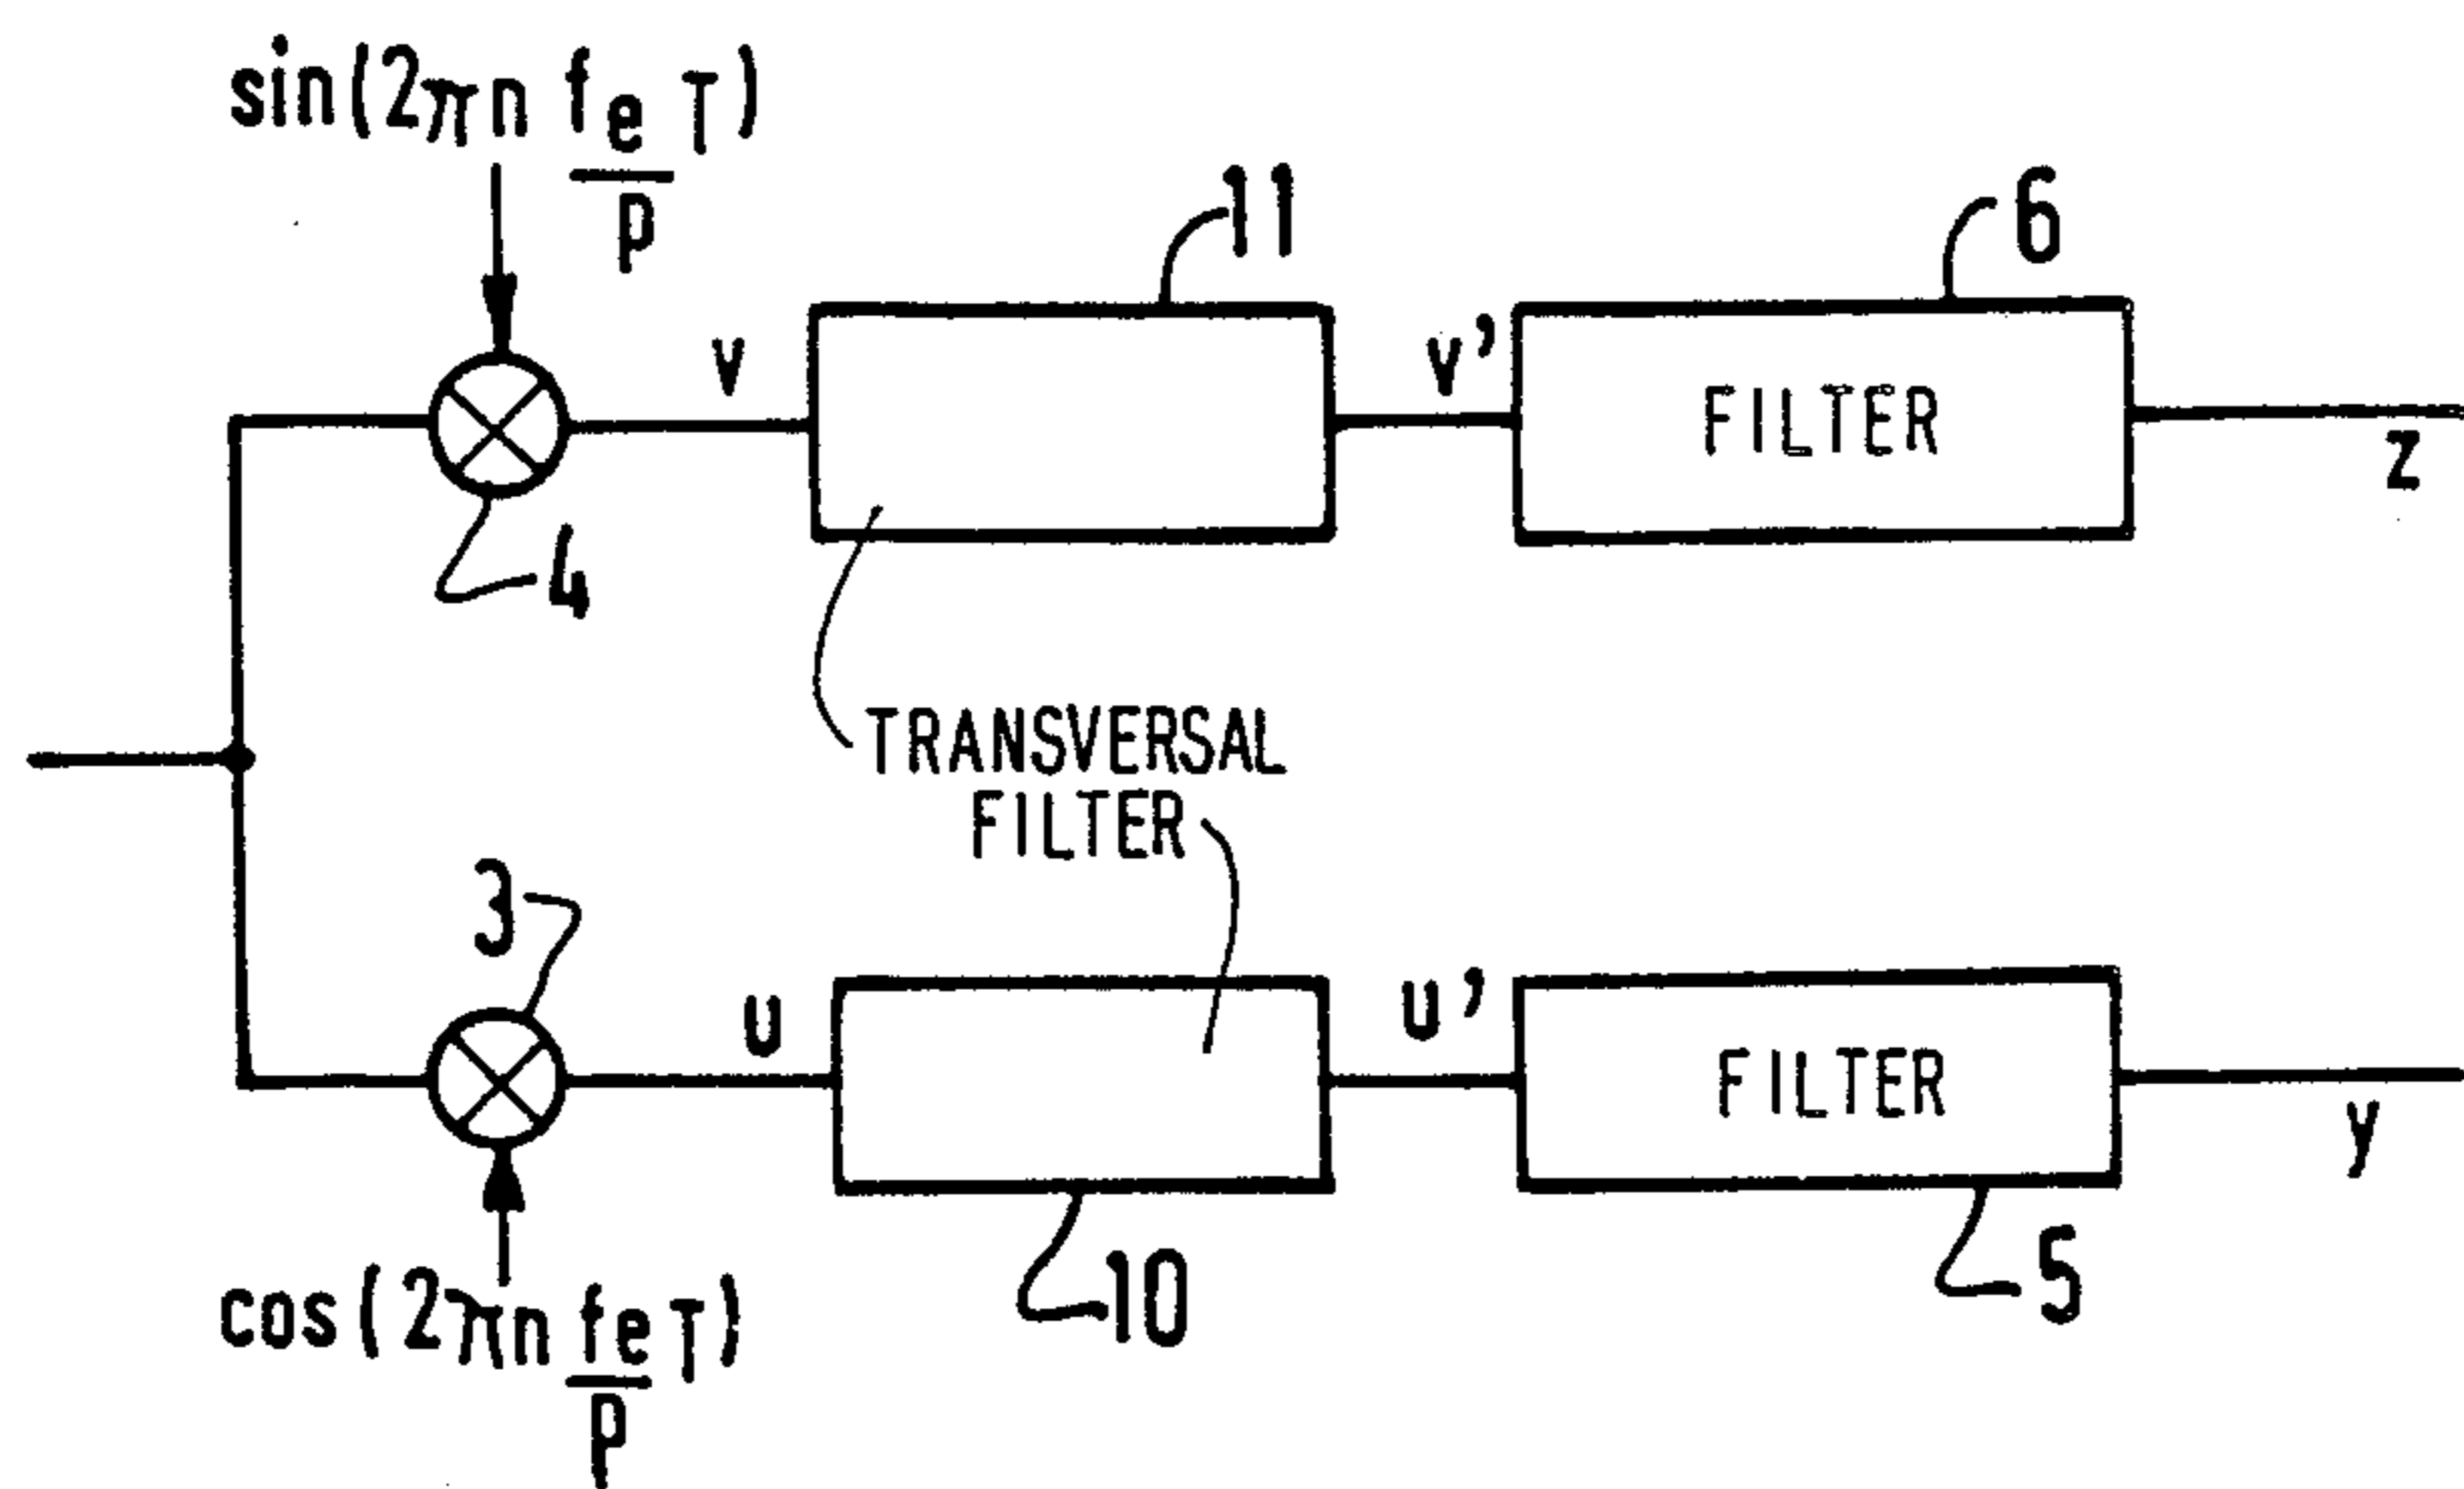 sin(2πn fe T)
p
11
6
v
v’
FILTER
z
4
TRANSVERSAL
FILTER
3
u
u’
FILTER
y
cos(2πn fe T)
p
10
5